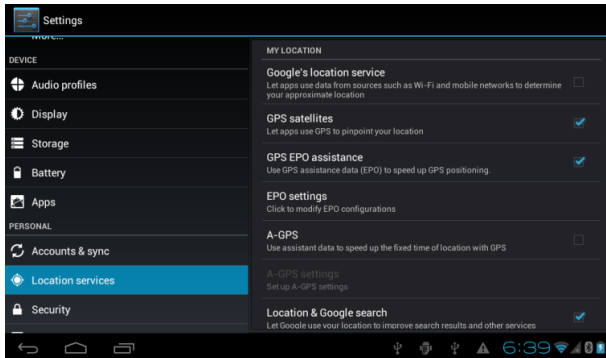 Settings
More...
DEVICE
Audio profiles
Display
Storage
Battery
Apps
PERSONAL
Accounts & sync
Location services
Security
MY LOCATION
Google's location service
Let apps use data from sources such as Wi-Fi and mobile networks to determine
your approximate location
GPS satellites
Let apps use GPS to pinpoint your location
GPS EPO assistance
Use GPS assistance data (EPO) to speed up GPS positioning.
EPO settings
Click to modify EPO configurations
A-GPS
Use assistant data to speed up the fixed time of location with GPS
A-GPS settings
Set up A-GPS settings
Location & Google search
Let Google use your location to improve search results and other services
6:39